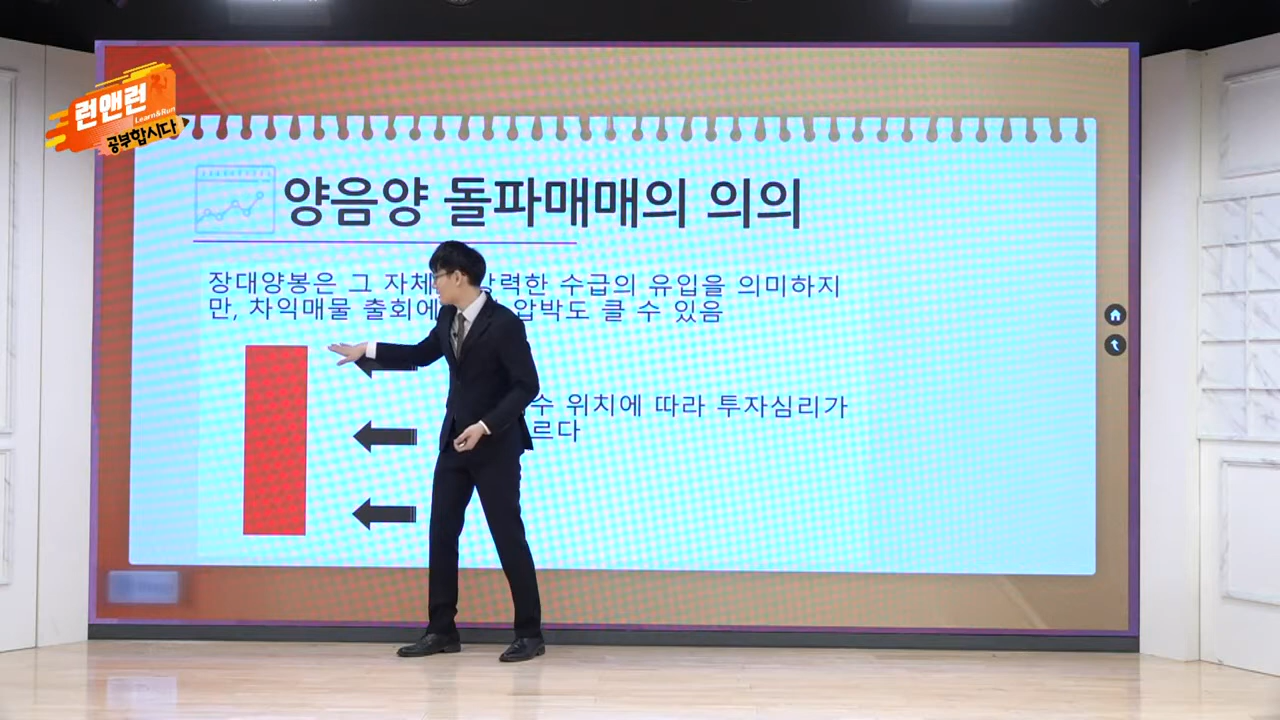 런앤런
Learn&Run
공부합시다
양음양 돌파매매의 의의
장대양봉은 그 자체 강력한 수급의 유입을 의미하지
만, 차익매물 출회에 압박도 클 수 있음
수 위치에 따라 투자심리가
르다